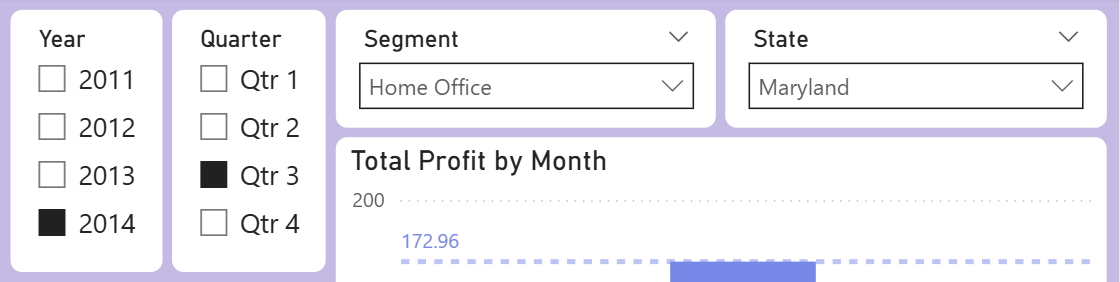 Year
2011
2012
2013
2014
Quarter
Qtr 1
Qtr 2
Qtr 3
Qtr 4
Segment
Home Office
State
Maryland
Total Profit by Month
200
172.96